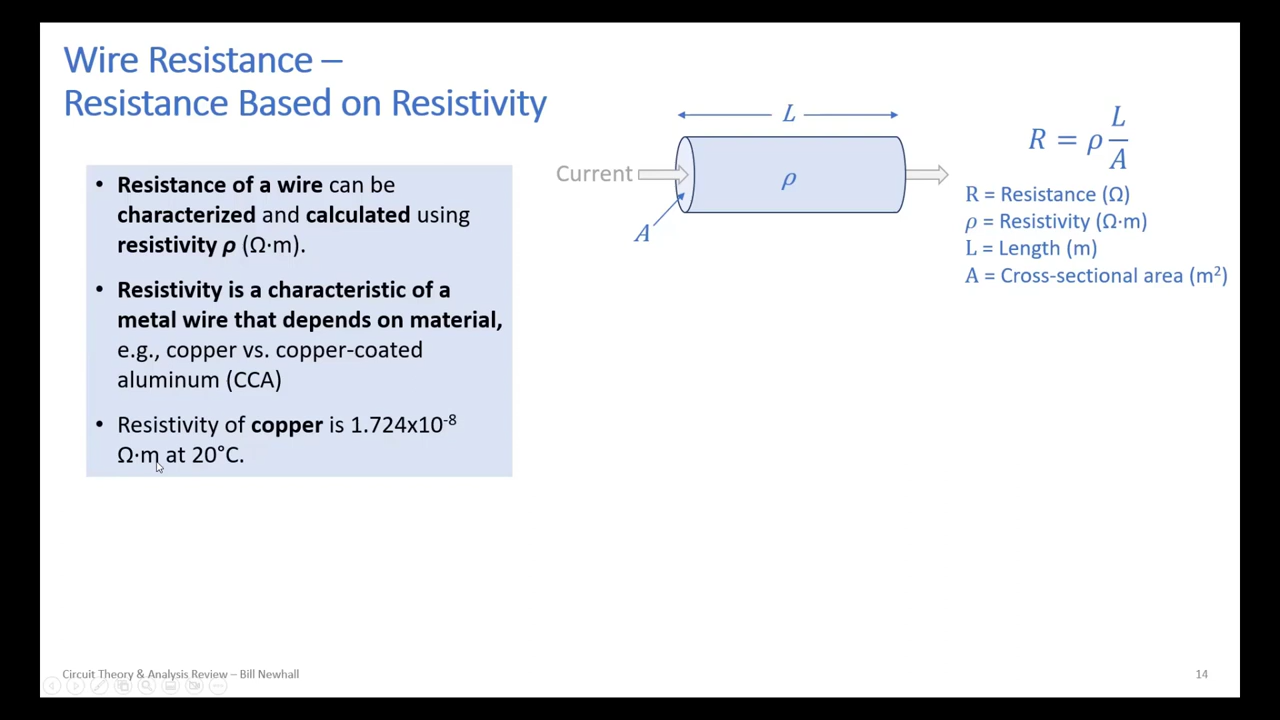 Wire Resistance –
Resistance Based on Resistivity
• Resistance of a wire can be
characterized and calculated using
resistivity ρ (Ω·m).
• Resistivity is a characteristic of a
metal wire that depends on material,
e.g., copper vs. copper-coated
aluminum (CCA)
• Resistivity of copper is 1.724x10⁻⁸
Ω·m at 20°C.
L
Current
ρ
A
R = ρ L/A
R = Resistance (Ω)
ρ = Resistivity (Ω·m)
L = Length (m)
A = Cross-sectional area (m²)
Circuit Theory & Analysis Review – Bill Newhall
14